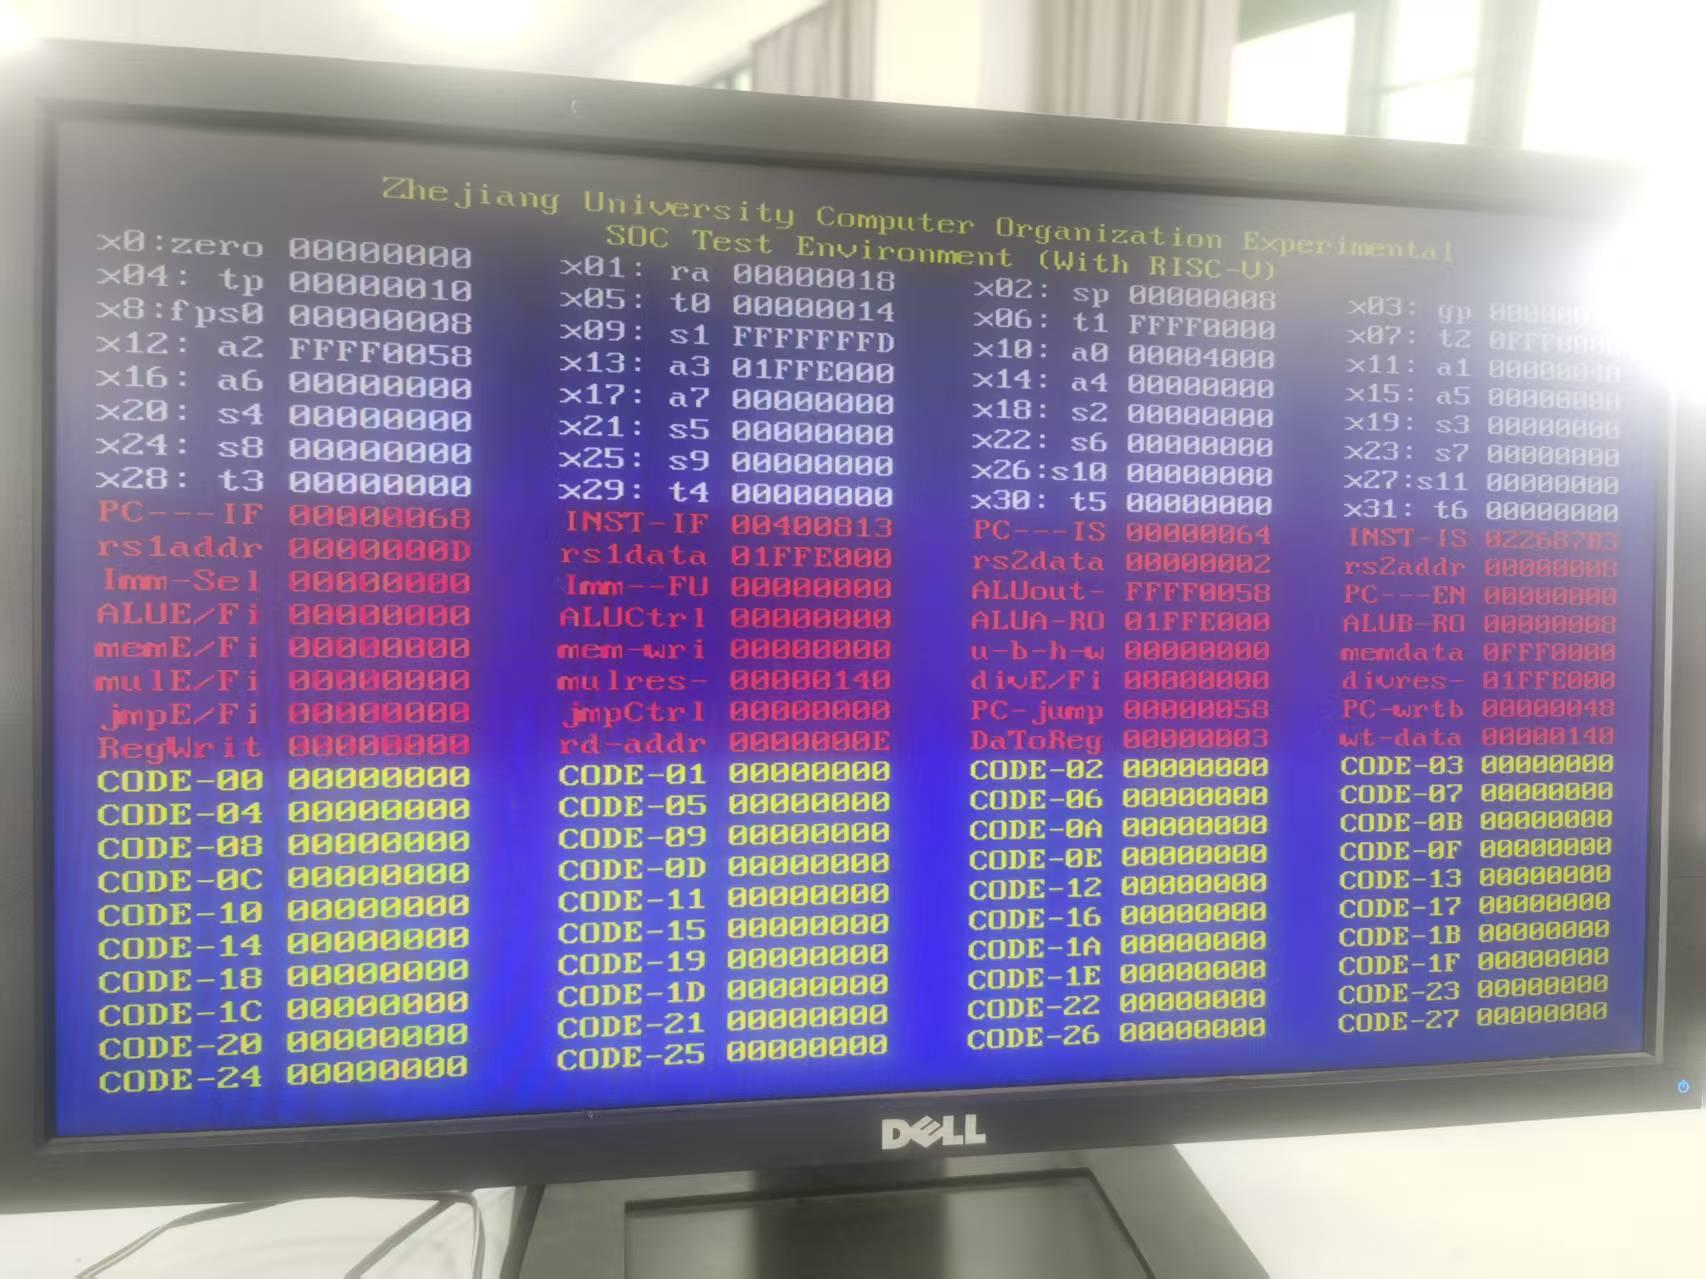 Zhejiang University Computer Organization Experimental
SOC Test Environment (With RISC-V)
x0:zero 00000000 x01: ra 00000018 x02: sp 00000008 x03: gp
x04: tp 00000010 x05: t0 00000014 x06: t1 FFFF0000 x07: t2
x8:fps0 00000008 x09: s1 FFFFFFFD x10: a0 00004000 x11: a1
x12: a2 FFFF0058 x13: a3 01FFE000 x14: a4 00000000 x15: a5 00000000
x16: a6 00000000 x17: a7 00000000 x18: s2 00000000 x19: s3 00000000
x20: s4 00000000 x21: s5 00000000 x22: s6 00000000 x23: s7 00000000
x24: s8 00000000 x25: s9 00000000 x26:s10 00000000 x27:s11 00000000
x28: t3 00000000 x29: t4 00000000 x30: t5 00000000 x31: t6 00000000
PC---IF 00000068 INST-IF 00400813 PC---IS 00000064 INST-IS 022687B3
rs1addr 0000000D rs1data 01FFE000 rs2data 00000002 rs2addr 00000008
Imm-Sel 00000000 Imm--FU 00000000 ALUout- FFFF0058 PC---EN 00000000
ALUE/Fi 00000000 ALUCtrl 00000000 ALUA-RO 01FFE000 ALUB-RO 00000008
memE/Fi 00000000 mem-wri 00000000 u-b-h-w 00000000 memdata 0FFF0000
mulE/Fi 00000000 mulres- 00000140 divE/Fi 00000000 divres- 01FFE000
jmpE/Fi 00000000 jmpCtrl 00000000 PC-jump 00000058 PC-wrtb 00000048
RegWrit 00000000 rd-addr 0000000E DaToReg 00000003 wt-data 00000140
CODE-00 00000000 CODE-01 00000000 CODE-02 00000000 CODE-03 00000000
CODE-04 00000000 CODE-05 00000000 CODE-06 00000000 CODE-07 00000000
CODE-08 00000000 CODE-09 00000000 CODE-0A 00000000 CODE-0B 00000000
CODE-0C 00000000 CODE-0D 00000000 CODE-0E 00000000 CODE-0F 00000000
CODE-10 00000000 CODE-11 00000000 CODE-12 00000000 CODE-13 00000000
CODE-14 00000000 CODE-15 00000000 CODE-16 00000000 CODE-17 00000000
CODE-18 00000000 CODE-19 00000000 CODE-1A 00000000 CODE-1B 00000000
CODE-1C 00000000 CODE-1D 00000000 CODE-1E 00000000 CODE-1F 00000000
CODE-20 00000000 CODE-21 00000000 CODE-22 00000000 CODE-23 00000000
CODE-24 00000000 CODE-25 00000000 CODE-26 00000000 CODE-27 00000000
DELL